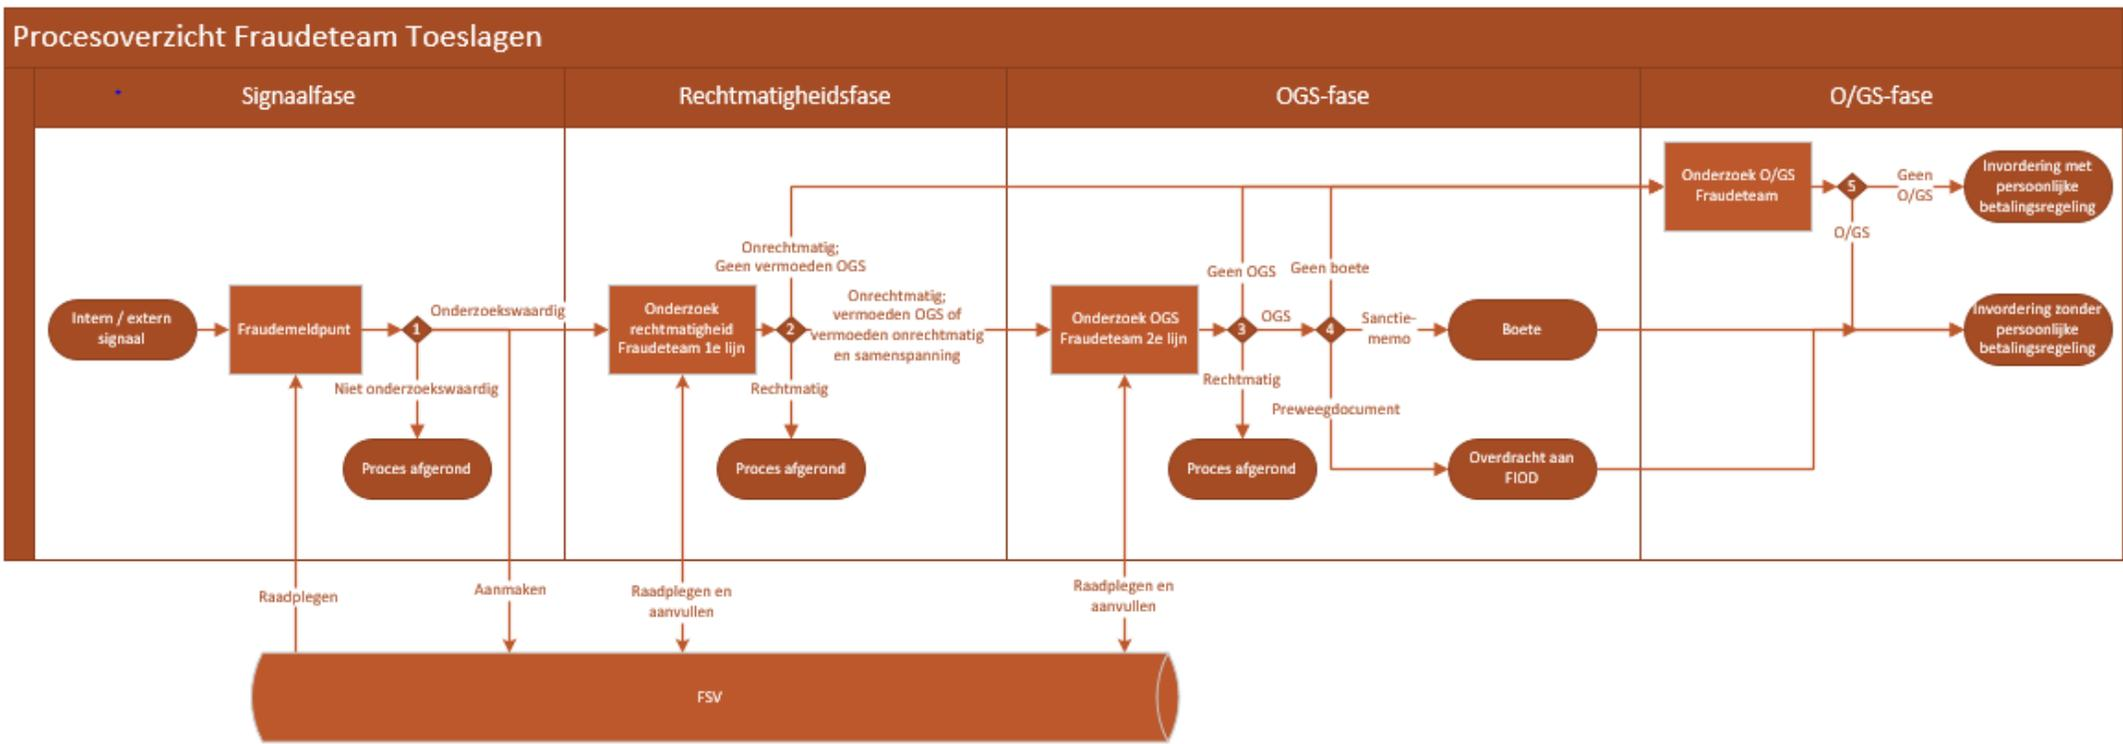 Procesoverzicht Fraudeteam Toeslagen
Signaalfase
Rechtmatigheidsfase
OGS-fase
O/GS-fase
Intern / extern
signaal
Fraudemeldpunt
1
Onderzoekswaardig
Niet onderzoekswaardig
Proces afgerond
Onderzoek
rechtmatigheid
Fraudeteam 1e lijn
2
Onrechtmatig;
Geen vermoeden OGS
Onrechtmatig;
vermoeden OGS of
vermoeden onrechtmatig
en samenspanning
Rechtmatig
Proces afgerond
Onderzoek OGS
Fraudeteam 2e lijn
3
Geen OGS
OGS
Rechtmatig
Proces afgerond
4
Geen boete
Sanctie-
memo
Boete
Preweegdocument
Overdracht aan
FIOD
Onderzoek O/GS
Fraudeteam
5
Geen
O/GS
O/GS
Invordering met
persoonlijke
betalingsregeling
Invordering zonder
persoonlijke
betalingsregeling
Raadplegen
Aanmaken
Raadplegen en
aanvullen
Raadplegen en
aanvullen
FSV